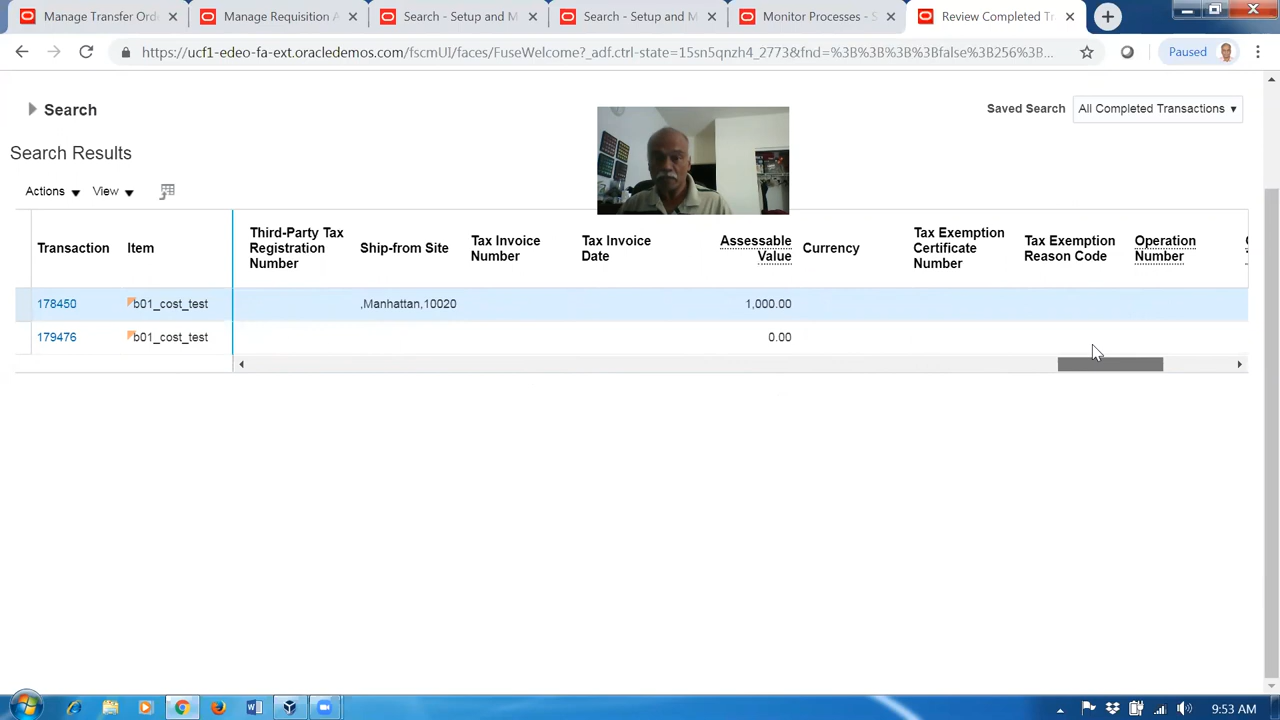 Manage Transfer Ord
Manage Requisition A
Search - Setup and M
Search - Setup and M
Monitor Processes - S
Review Completed Tr
https://ucf1-edeo-fa-ext.oracledemos.com/fscmUI/faces/FuseWelcome?_adf.ctrl-state=15sn5qnzh4_2773&fnd=%3B%3B%3B%3Bfalse%3B256%3B...
Paused
Search
Saved Search All Completed Transactions
Search Results
Actions View
Transaction
Item
Third-Party Tax
Registration
Number
Ship-from Site
Tax Invoice
Number
Tax Invoice
Date
Assessable
Value
Currency
Tax Exemption
Certificate
Number
Tax Exemption
Reason Code
Operation
Number
178450 b01_cost_test ,Manhattan,10020 1,000.00
179476 b01_cost_test 0.00
9:53 AM